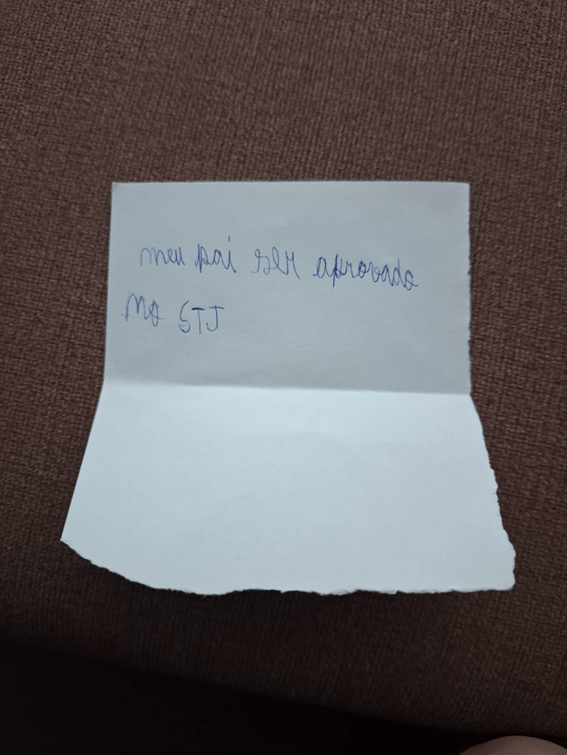 meu pai ser aprovado
no STJ